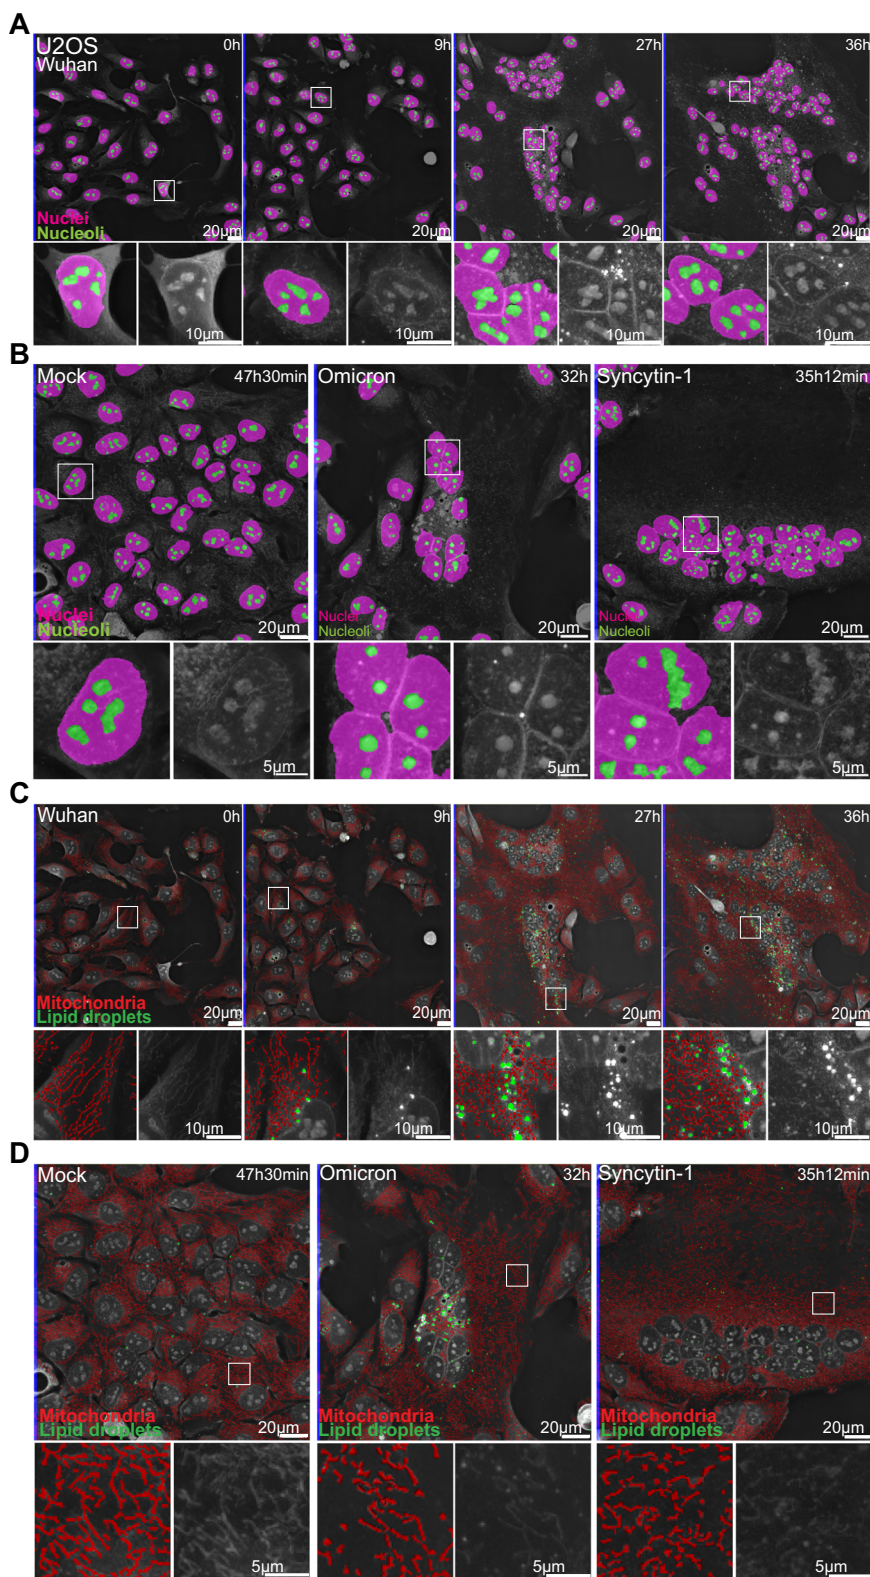 A
U2OS
Wuhan
0h
9h
27h
36h
Nuclei
Nucleoli
20µm
20µm
20µm
20µm
10µm
10µm
10µm
10µm
B
Mock
47h30min
Omicron
32h
Syncytin-1
35h12min
Nuclei
Nucleoli
20µm
Nuclei
Nucleoli
20µm
Nuclei
Nucleoli
20µm
5µm
5µm
5µm
C
Wuhan
0h
9h
27h
36h
Mitochondria
Lipid droplets
20µm
20µm
20µm
20µm
10µm
10µm
10µm
10µm
D
Mock
47h30min
Omicron
32h
Syncytin-1
35h12min
Mitochondria
Lipid droplets
20µm
Mitochondria
Lipid droplets
20µm
Mitochondria
Lipid droplets
20µm
5µm
5µm
5µm